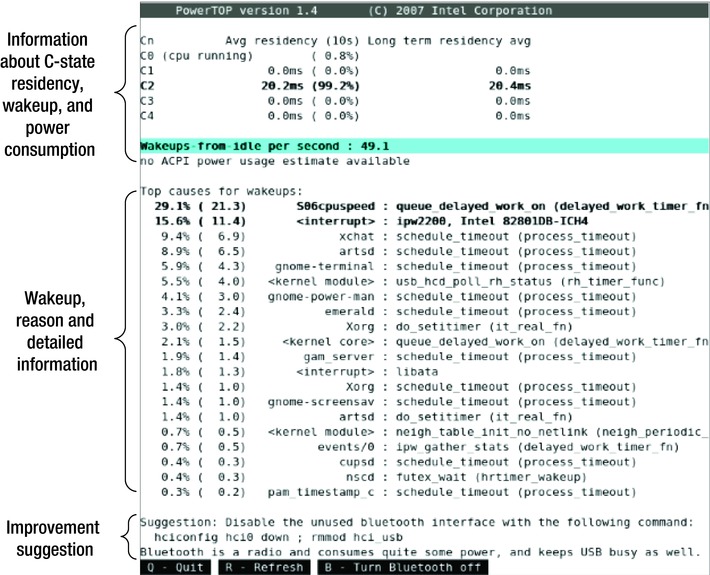 PowerTOP version 1.4 (C) 2007 Intel Corporation
Information about C-state residency, wakeup, and power consumption
Cn Avg residency (10s) Long term residency avg
C0 (cpu running) ( 0.8%)
C1 0.0ms ( 0.0%) 0.0ms
C2 20.2ms (99.2%) 20.4ms
C3 0.0ms ( 0.0%) 0.0ms
C4 0.0ms ( 0.0%) 0.0ms
Wakeups-from-idle per second : 49.1
no ACPI power usage estimate available
Wakeup, reason and detailed information
Top causes for wakeups:
29.1% ( 21.3) S06cpuspeed : queue_delayed_work_on (delayed_work_timer_fn
15.6% ( 11.4) <interrupt> : ipw2200, Intel 82801DB-ICH4
9.4% ( 6.9) xchat : schedule_timeout (process_timeout)
8.9% ( 6.5) artsd : schedule_timeout (process_timeout)
5.9% ( 4.3) gnome-terminal : schedule_timeout (process_timeout)
5.5% ( 4.0) <kernel module> : usb_hcd_poll_rh_status (rh_timer_func)
4.1% ( 3.0) gnome-power-man : schedule_timeout (process_timeout)
3.3% ( 2.4) emerald : schedule_timeout (process_timeout)
3.0% ( 2.2) Xorg : do_setitimer (it_real_fn)
2.1% ( 1.5) <kernel core> : queue_delayed_work_on (delayed_work_timer_fn
1.9% ( 1.4) gam_server : schedule_timeout (process_timeout)
1.8% ( 1.3) <interrupt> : libata
1.4% ( 1.0) Xorg : schedule_timeout (process_timeout)
1.4% ( 1.0) gnome-screensav : schedule_timeout (process_timeout)
1.4% ( 1.0) artsd : do_setitimer (it_real_fn)
0.7% ( 0.5) <kernel module> : neigh_table_init_no_netlink (neigh_periodic_
0.7% ( 0.5) events/0 : ipw_gather_stats (delayed_work_timer_fn)
0.4% ( 0.3) cupsd : schedule_timeout (process_timeout)
0.4% ( 0.3) nscd : futex_wait (hrtimer_wakeup)
0.3% ( 0.2) pam_timestamp_c : schedule_timeout (process_timeout)
Improvement suggestion
Suggestion: Disable the unused bluetooth interface with the following command:
hciconfig hci0 down ; rmmod hci_usb
Bluetooth is a radio and consumes quite some power, and keeps USB busy as well.
Q - Quit R - Refresh B - Turn Bluetooth off